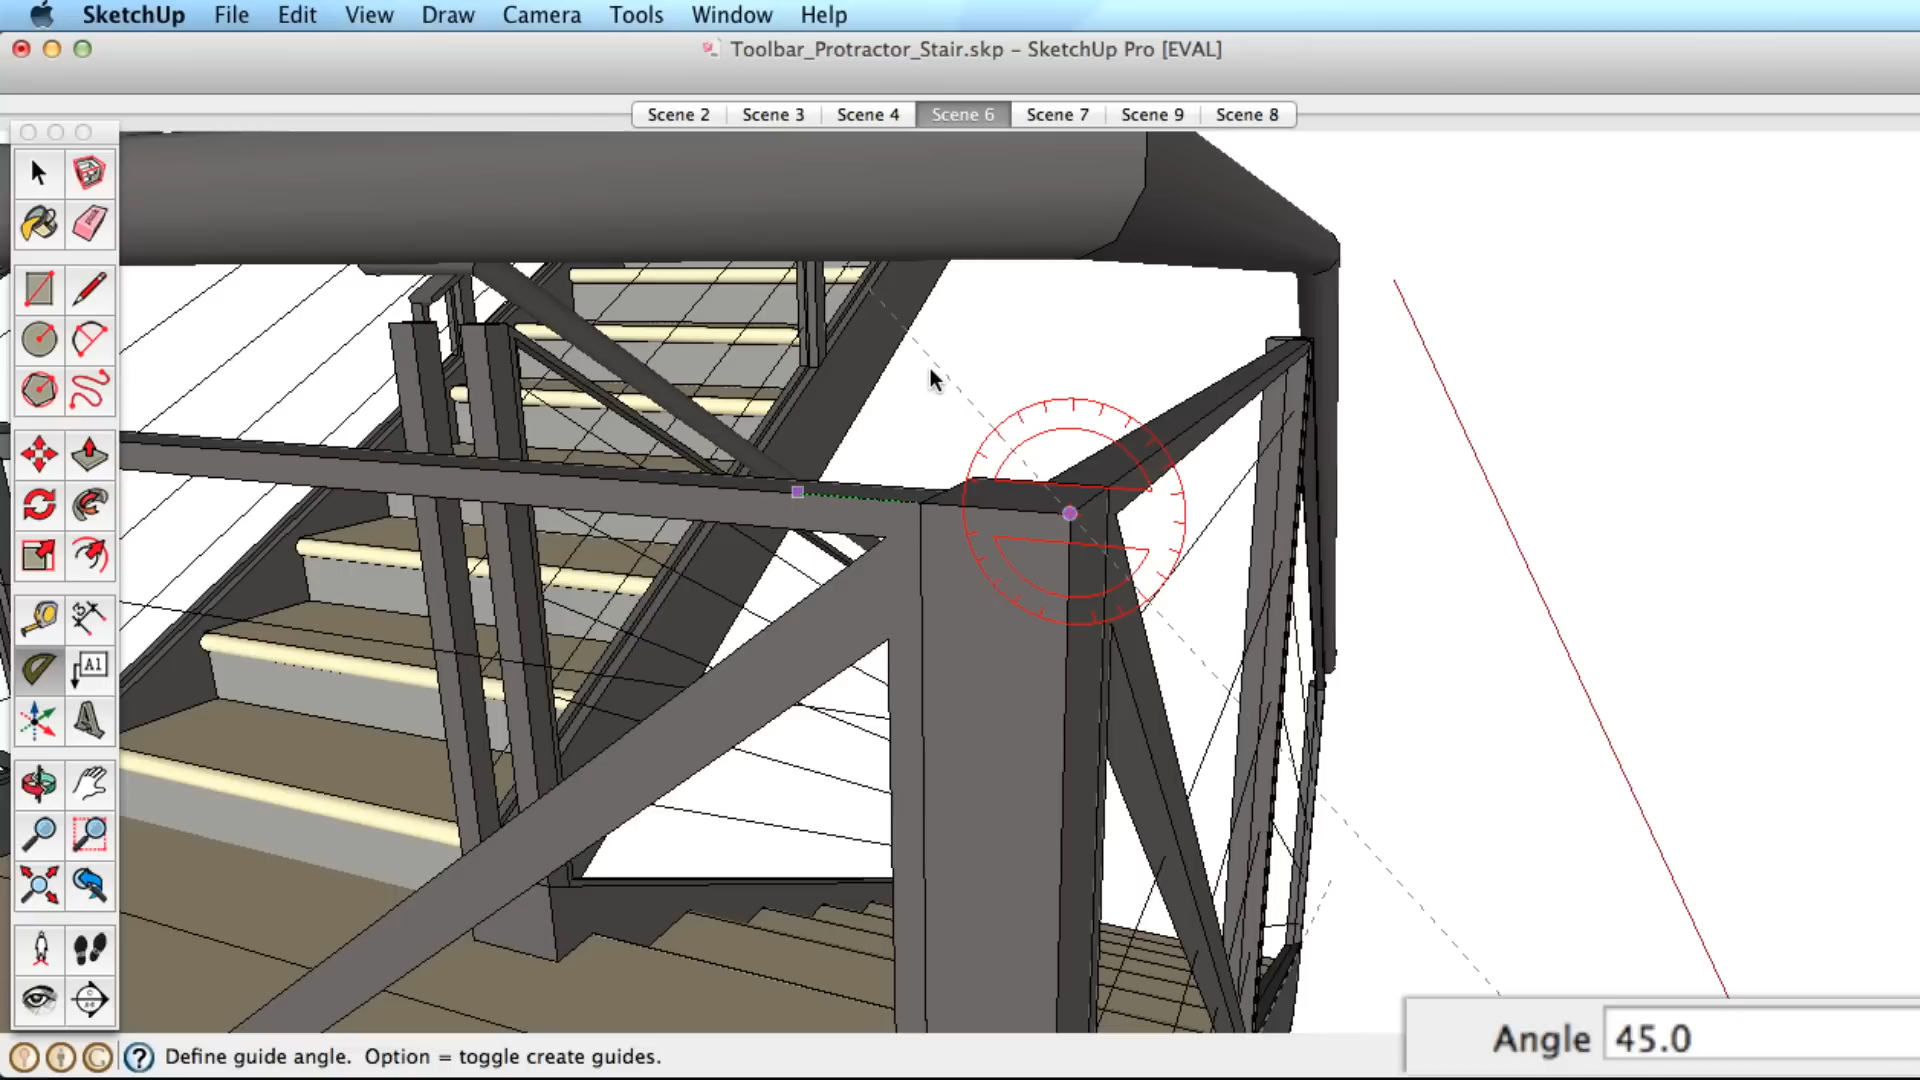 SketchUp File Edit View Draw Camera Tools Window Help
Toolbar_Protractor_Stair.skp – SketchUp Pro [EVAL]
Scene 2 Scene 3 Scene 4 Scene 6 Scene 7 Scene 9 Scene 8
A1
Define guide angle. Option = toggle create guides.
Angle 45.0